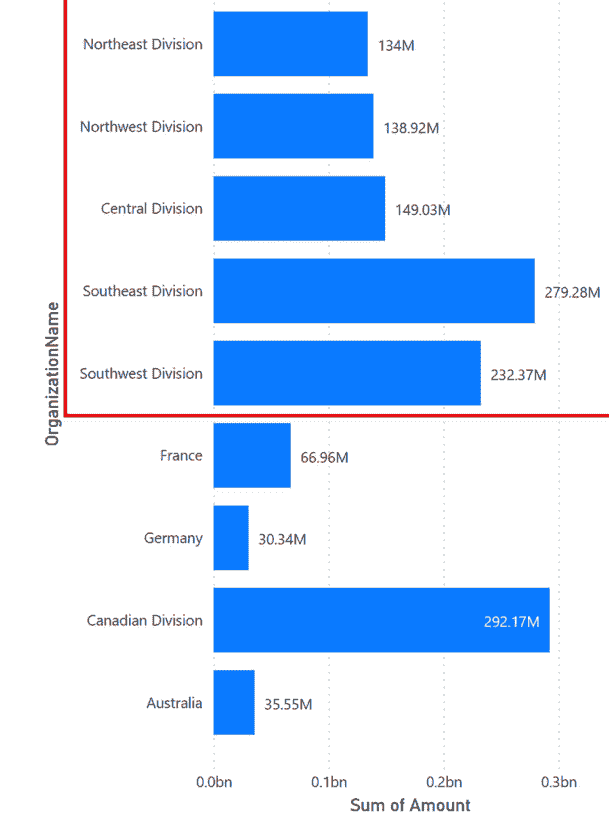 Northeast Division 134M
Northwest Division 138.92M
Central Division 149.03M
Southeast Division 279.28M
Southwest Division 232.37M
OrganizationName
France 66.96M
Germany 30.34M
Canadian Division 292.17M
Australia 35.55M
0.0bn 0.1bn 0.2bn 0.3bn
Sum of Amount